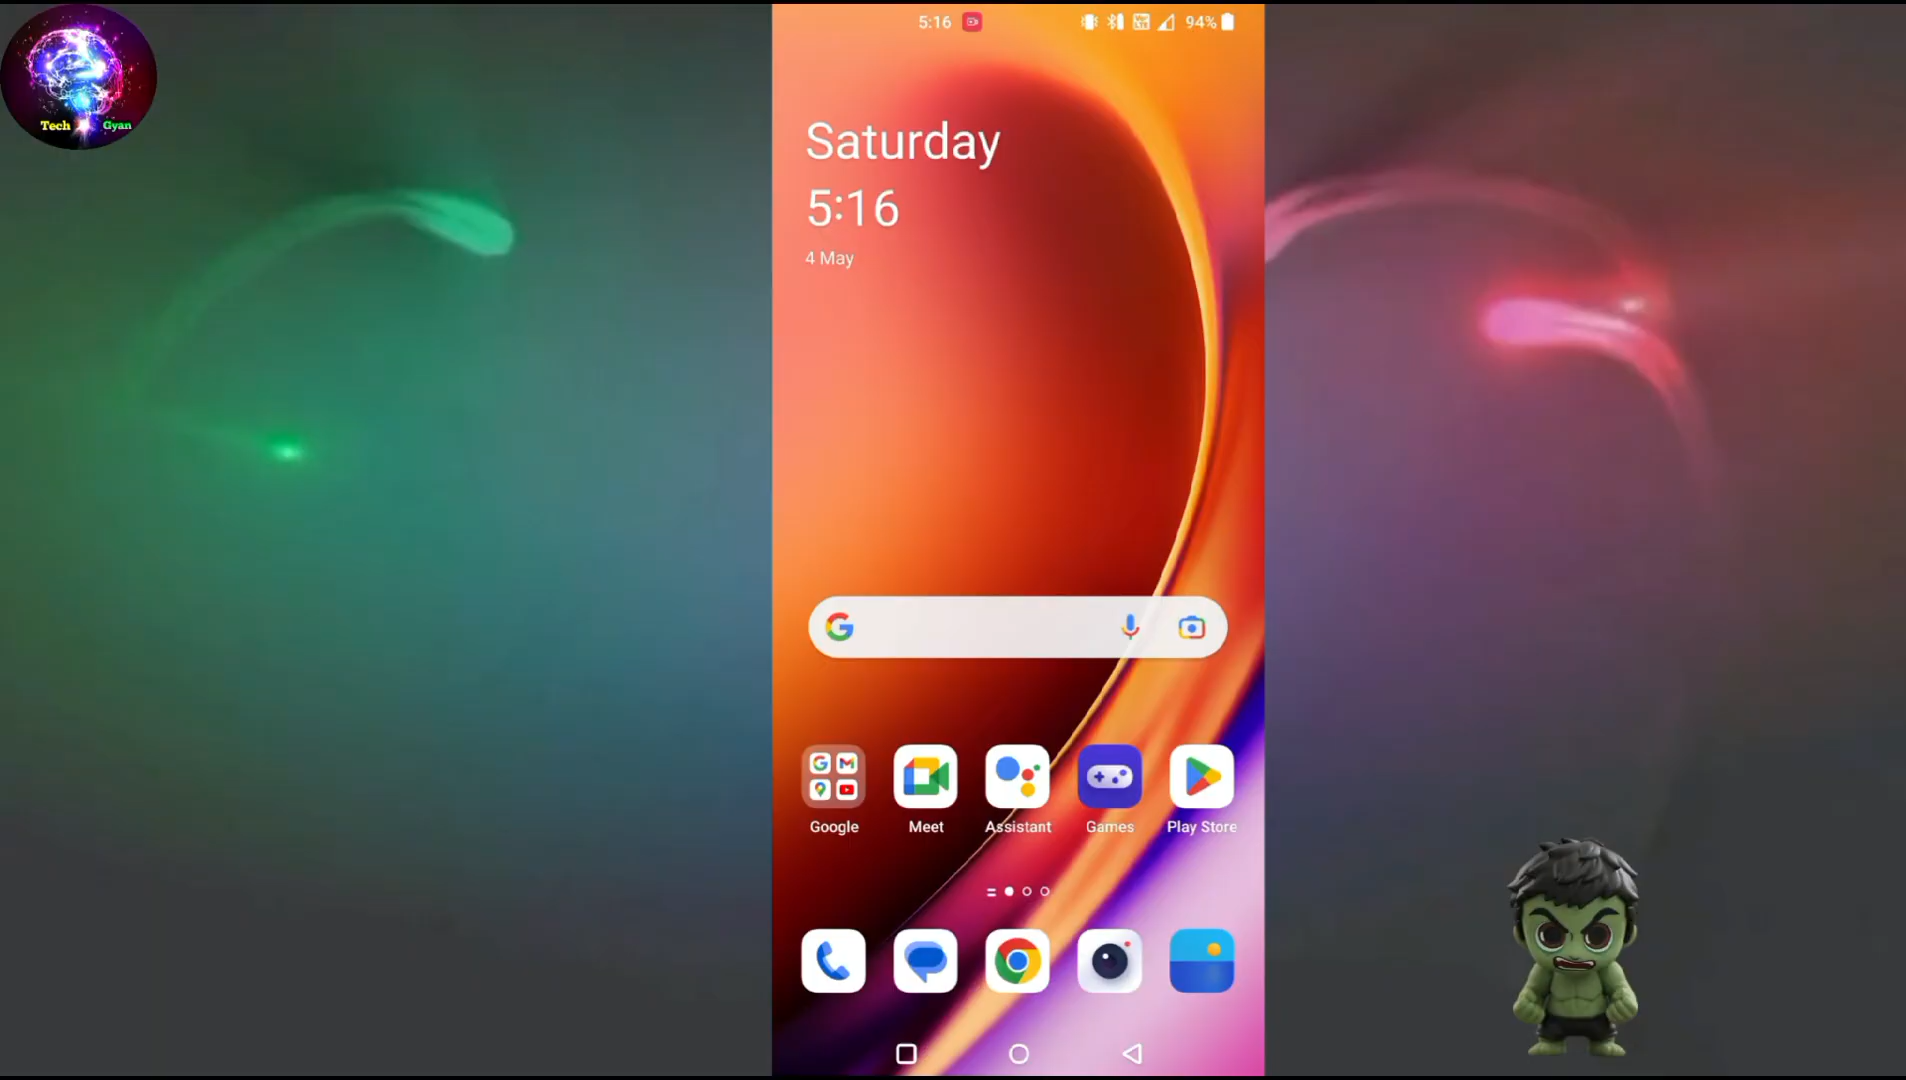 Tech Gyan
5:16 94%
Saturday
5:16
4 May
Google Meet Assistant Games Play Store